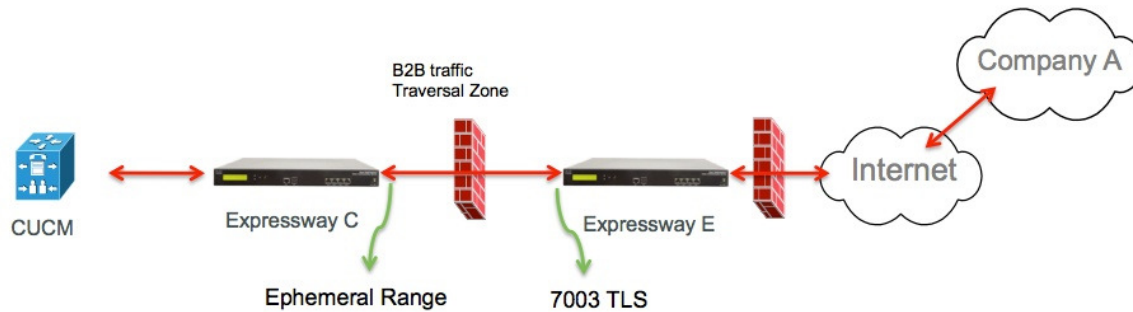 B2B traffic
Traversal Zone
Company A
Internet
CUCM
Expressway C
Expressway E
Ephemeral Range
7003 TLS